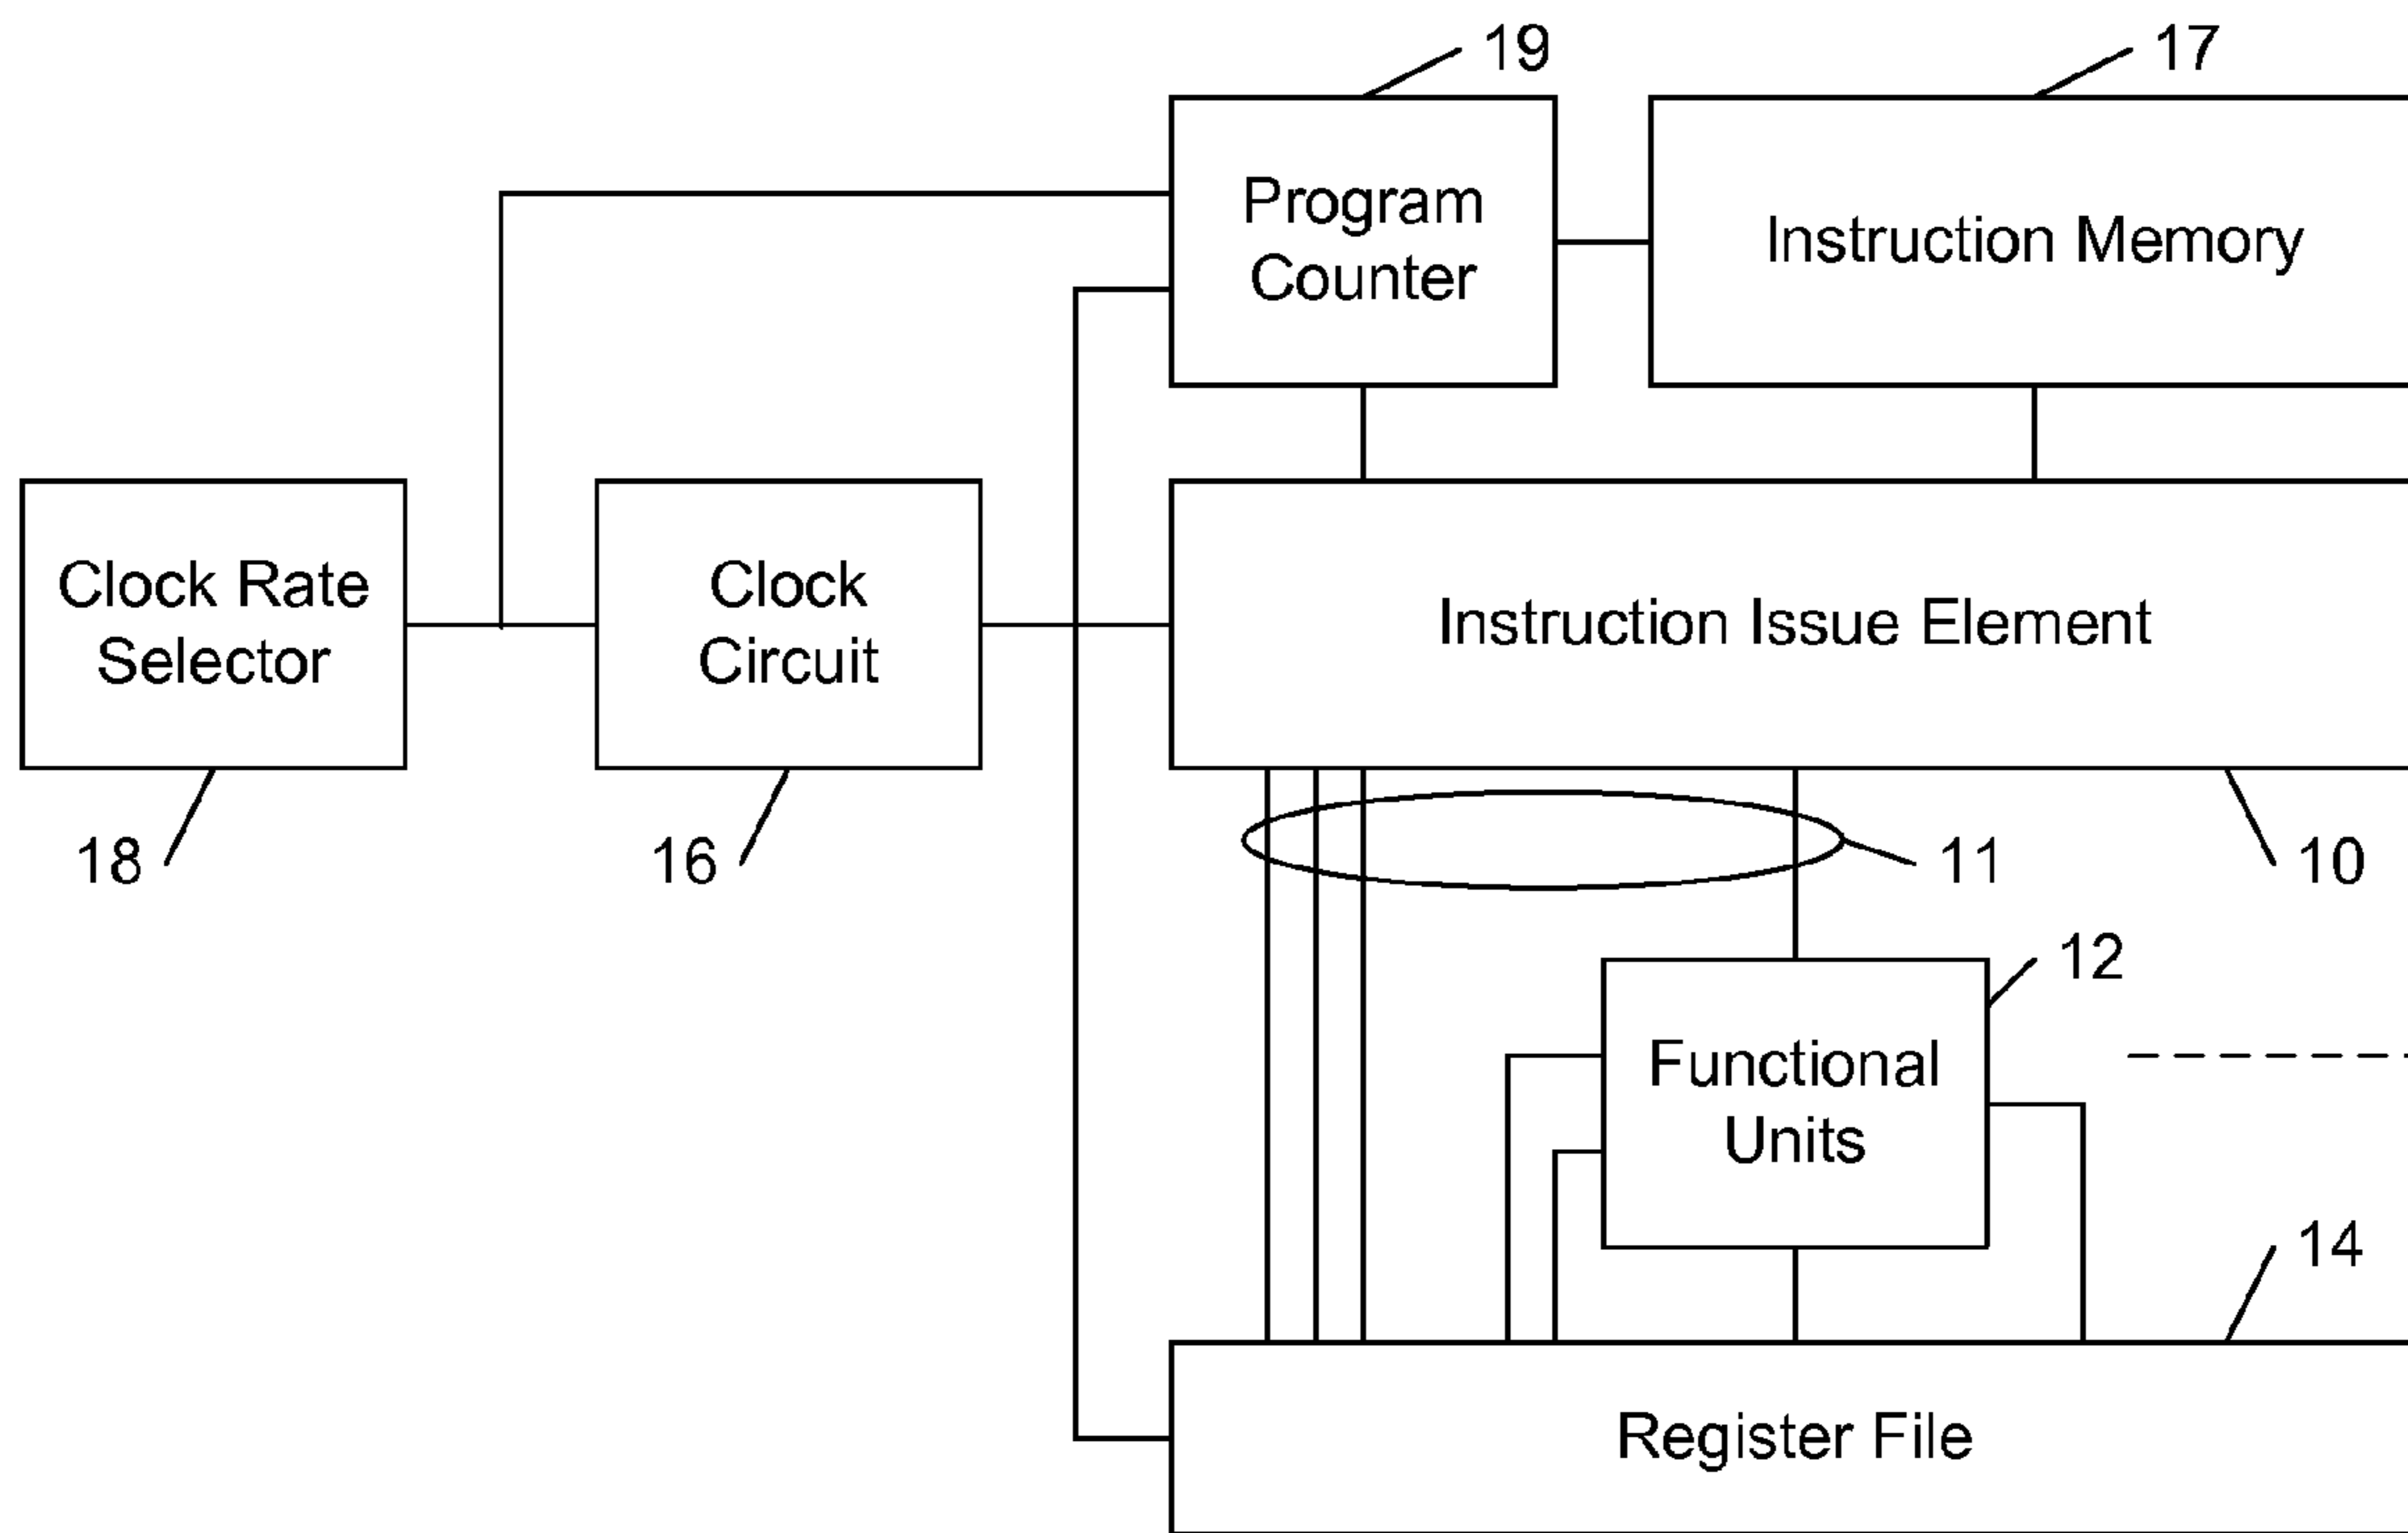 19
17
Program
Counter
Instruction Memory
Clock Rate
Selector
Clock
Circuit
Instruction Issue Element
18
16
11
10
12
Functional
Units
14
Register File